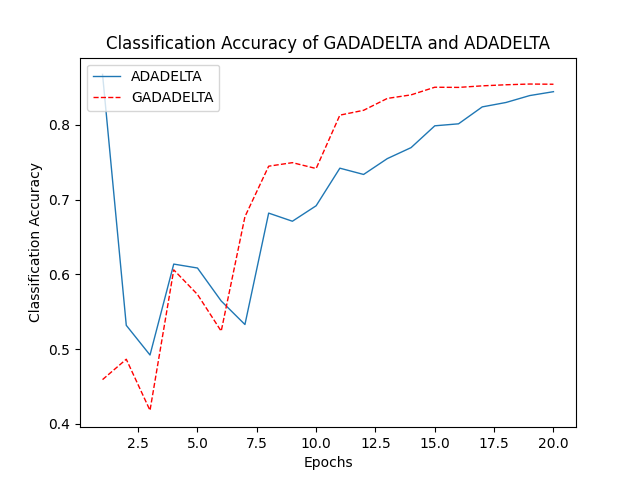 Classification Accuracy of GADADELTA and ADADELTA
ADADELTA
GADADELTA
Classification Accuracy
0.8
0.7
0.6
0.5
0.4
2.5 5.0 7.5 10.0 12.5 15.0 17.5 20.0
Epochs